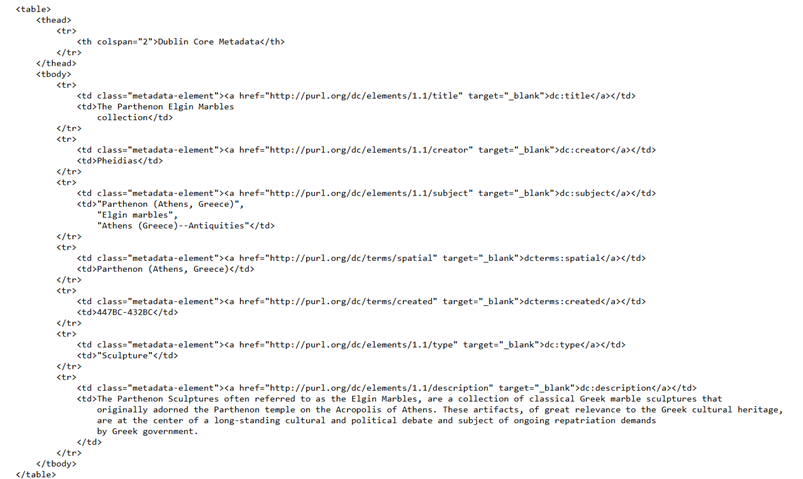 <table>
    <thead>
        <tr>
            <th colspan="2">Dublin Core Metadata</th>
        </tr>
    </thead>
    <tbody>
        <tr>
            <td class="metadata-element"><a href="http://purl.org/dc/elements/1.1/title" target="_blank">dc:title</a></td>
            <td>The Parthenon Elgin Marbles
                collection</td>
        </tr>
        <tr>
            <td class="metadata-element"><a href="http://purl.org/dc/elements/1.1/creator" target="_blank">dc:creator</a></td>
            <td>Pheidias</td>
        </tr>
        <tr>
            <td class="metadata-element"><a href="http://purl.org/dc/elements/1.1/subject" target="_blank">dc:subject</a></td>
            <td>"Parthenon (Athens, Greece)",
                "Elgin marbles",
                "Athens (Greece)--Antiquities"</td>
        </tr>
        <tr>
            <td class="metadata-element"><a href="http://purl.org/dc/terms/spatial" target="_blank">dcterms:spatial</a></td>
            <td>Parthenon (Athens, Greece)</td>
        </tr>
        <tr>
            <td class="metadata-element"><a href="http://purl.org/dc/terms/created" target="_blank">dcterms:created</a></td>
            <td>447BC-432BC</td>
        </tr>
        <tr>
            <td class="metadata-element"><a href="http://purl.org/dc/elements/1.1/type" target="_blank">dc:type</a></td>
            <td>"Sculpture"</td>
        </tr>
        <tr>
            <td class="metadata-element"><a href="http://purl.org/dc/elements/1.1/description" target="_blank">dc:description</a></td>
            <td>The Parthenon Sculptures often referred to as the Elgin Marbles, are a collection of classical Greek marble sculptures that
                originally adorned the Parthenon temple on the Acropolis of Athens. These artifacts, of great relevance to the Greek cultural heritage,
                are at the center of a long-standing cultural and political debate and subject of ongoing repatriation demands
                by Greek government.
            </td>
        </tr>
    </tbody>
</table>